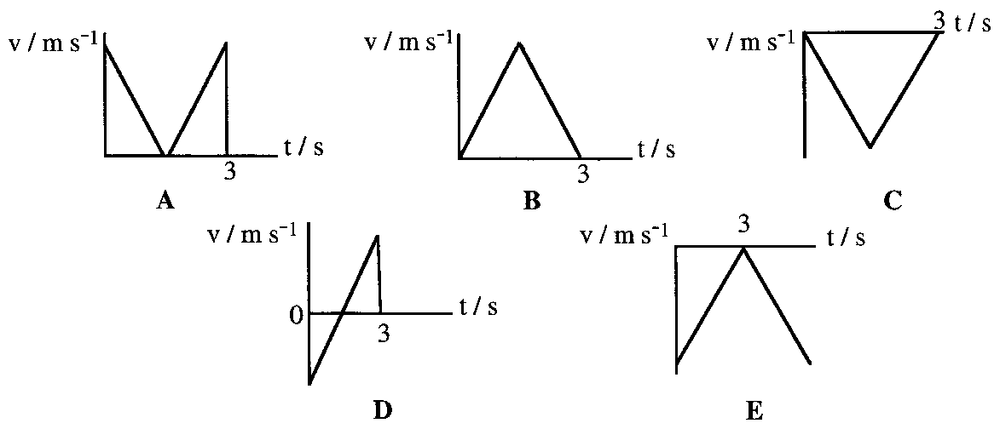 v / m s⁻¹ v / m s⁻¹ v / m s⁻¹ 3 t / s
t / s t / s
3 3
A B C
v / m s⁻¹ v / m s⁻¹ 3 t / s
0 t / s
3
D E